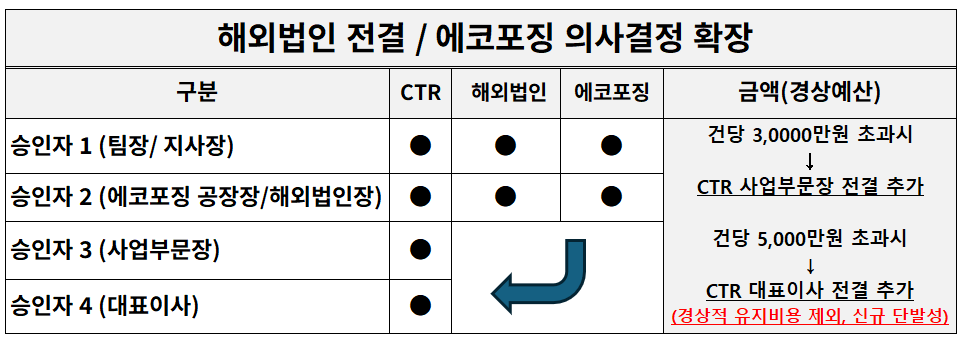 해외법인 전결 / 에코포징 의사결정 확장
구분 CTR 해외법인 에코포징 금액(경상예산)
승인자 1 (팀장/ 지사장) ● ● ●
승인자 2 (에코포징 공장장/해외법인장) ● ● ●
승인자 3 (사업부문장) ●
승인자 4 (대표이사) ●
건당 3,0000만원 초과시
↓
CTR 사업부문장 전결 추가
건당 5,000만원 초과시
↓
CTR 대표이사 전결 추가
(경상적 유지비용 제외, 신규 단발성)